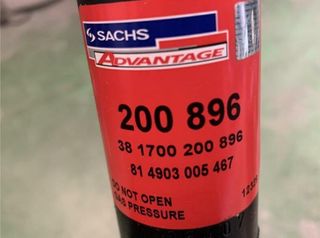 SACHS
ADVANTAGE
200 896
38 1700 200 896
81 4903 005 467
DO NOT OPEN
GAS PRESSURE